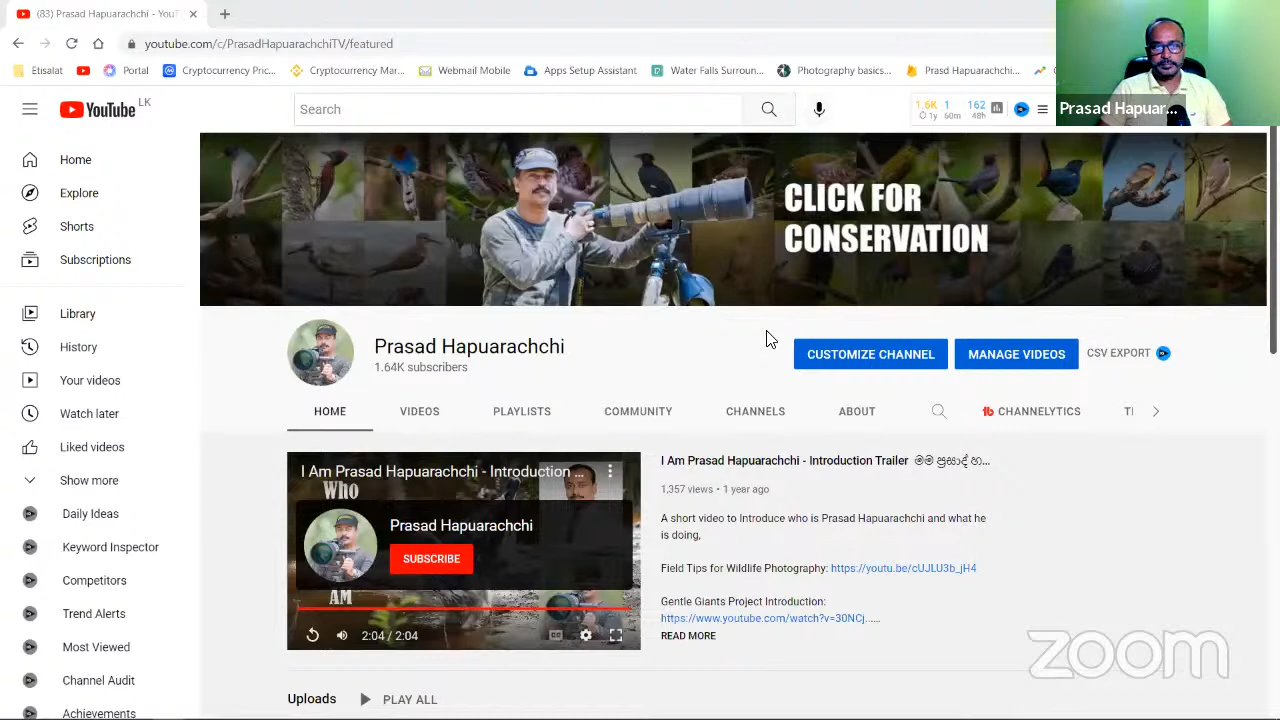 (83) Prasad Hapuarachchi - YouT
youtube.com/c/PrasadHapuarachchiTV/featured
Etisalat
Portal
Cryptocurrency Pric...
Cryptocurrency Mar...
Webmail Mobile
Apps Setup Assistant
Water Falls Surroun...
Photography basics...
Prasd Hapuarachchi...
Prasad Hapuar...
YouTube LK
Search
1.6K 1 162
1y 60m 48h
Home
Explore
Shorts
Subscriptions
Library
History
Your videos
Watch later
Liked videos
Show more
Daily Ideas
Keyword Inspector
Competitors
Trend Alerts
Most Viewed
Channel Audit
Achievements
CLICK FOR
CONSERVATION
Prasad Hapuarachchi
1.64K subscribers
CUSTOMIZE CHANNEL
MANAGE VIDEOS
CSV EXPORT
HOME
VIDEOS
PLAYLISTS
COMMUNITY
CHANNELS
ABOUT
CHANNELYTICS
I Am Prasad Hapuarachchi - Introduction ...
Who
Prasad Hapuarachchi
SUBSCRIBE
AM
2:04 / 2:04
I Am Prasad Hapuarachchi - Introduction Trailer මම ප්‍රසාද් හ...
1,357 views • 1 year ago
A short video to Introduce who is Prasad Hapuarachchi and what he
is doing,
Field Tips for Wildlife Photography: https://youtu.be/cUJLU3b_jH4
Gentle Giants Project Introduction:
https://www.youtube.com/watch?v=30NCj......
READ MORE
Uploads
PLAY ALL
zoom